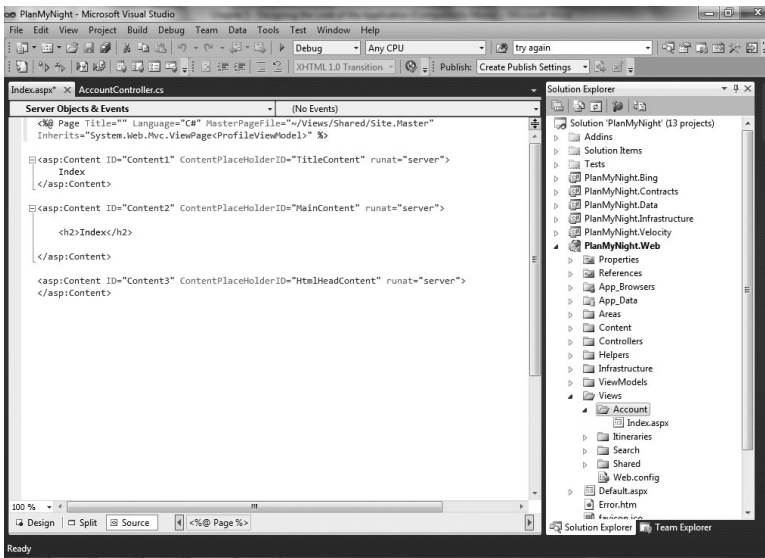 PlanMyNight - Microsoft Visual Studio
File Edit View Project Build Debug Team Data Tools Test Window Help
Debug Any CPU try again
XHTML 1.0 Transition Publish: Create Publish Settings
Index.aspx* AccountController.cs
Server Objects & Events (No Events)
<%@ Page Title="" Language="C#" MasterPageFile="~/Views/Shared/Site.Master"
Inherits="System.Web.Mvc.ViewPage<ProfileViewModel>" %>
<asp:Content ID="Content1" ContentPlaceHolderID="TitleContent" runat="server">
Index
</asp:Content>
<asp:Content ID="Content2" ContentPlaceHolderID="MainContent" runat="server">
<h2>Index</h2>
</asp:Content>
<asp:Content ID="Content3" ContentPlaceHolderID="HtmlHeadContent" runat="server">
</asp:Content>
100 %
Design Split Source <%@ Page %>
Solution Explorer
Solution 'PlanMyNight' (13 projects)
Addins
Solution Items
Tests
PlanMyNight.Bing
PlanMyNight.Contracts
PlanMyNight.Data
PlanMyNight.Infrastructure
PlanMyNight.Velocity
PlanMyNight.Web
Properties
References
App_Browsers
App_Data
Areas
Content
Controllers
Helpers
Infrastructure
ViewModels
Views
Account
Index.aspx
Itineraries
Search
Shared
Web.config
Default.aspx
Error.htm
favicon.ico
Solution Explorer Team Explorer
Ready